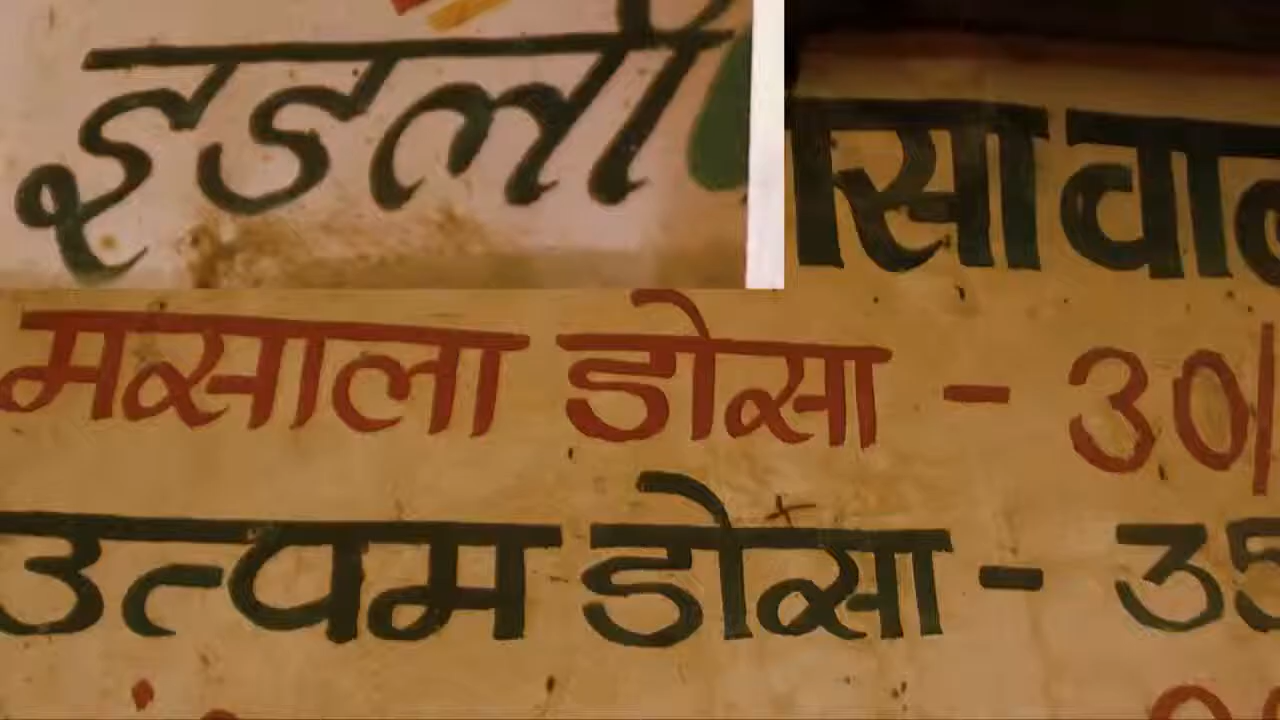 इडली
मसाला डोसा - 30/
उत्पम डोसा - 35